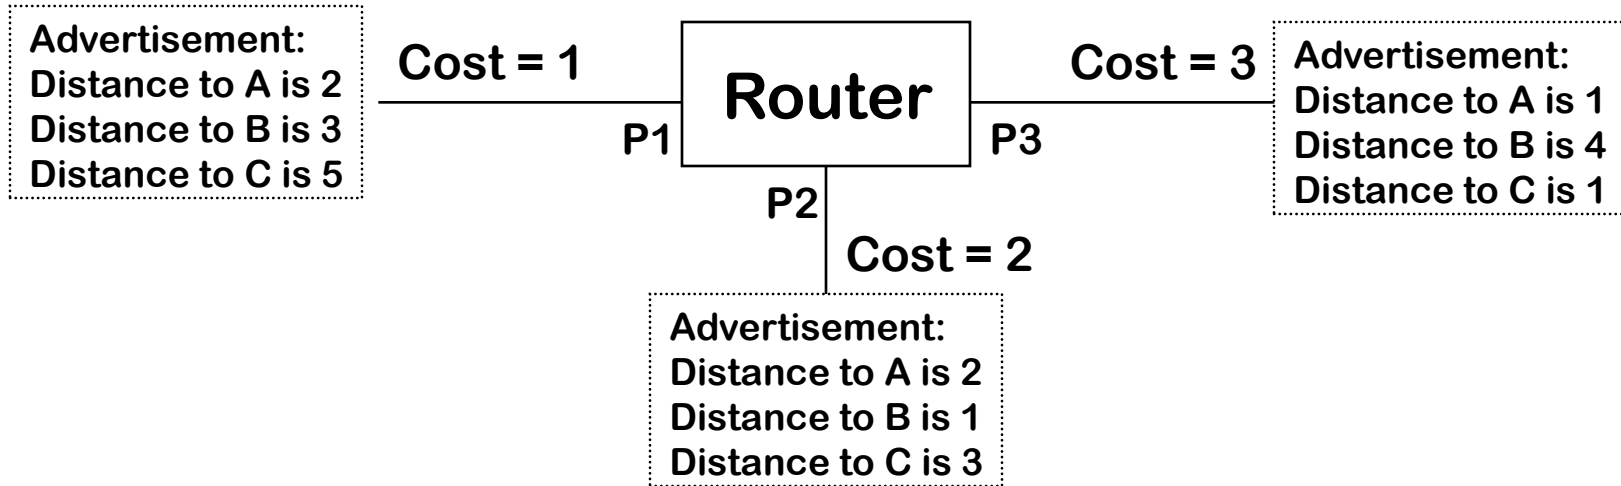 Advertisement:
Distance to A is 2
Distance to B is 3
Distance to C is 5
Cost = 1
P1
Router
P2
Cost = 2
Cost = 3
P3
Advertisement:
Distance to A is 1
Distance to B is 4
Distance to C is 1
Advertisement:
Distance to A is 2
Distance to B is 1
Distance to C is 3